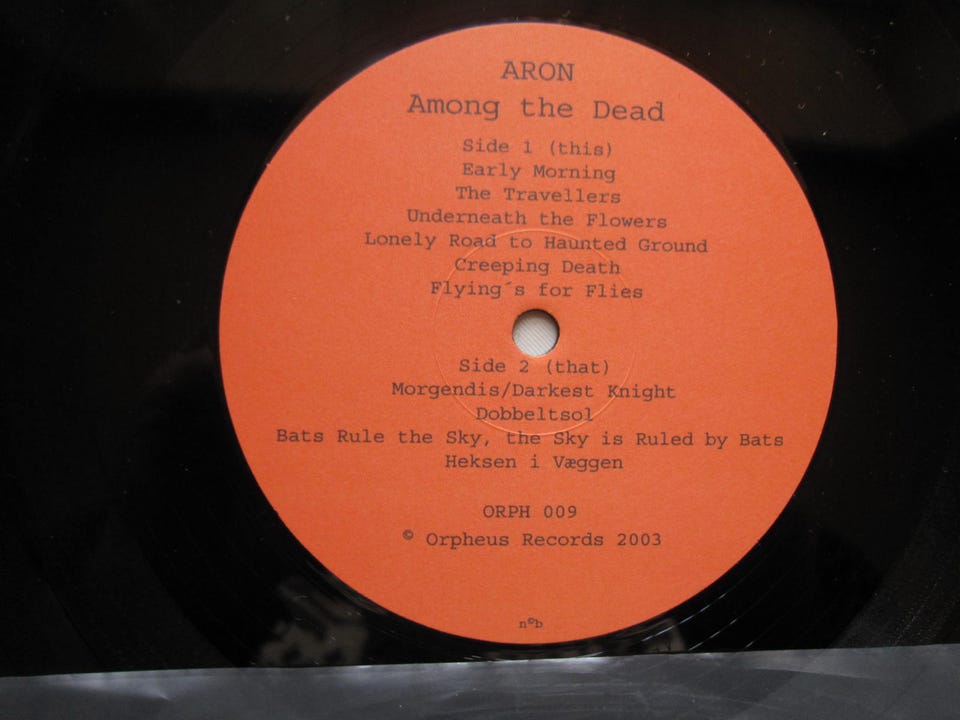 ARON
Among the Dead
Side 1 (this)
Early Morning
The Travellers
Underneath the Flowers
Lonely Road to Haunted Ground
Creeping Death
Flying´s for Flies
Side 2 (that)
Morgendis/Darkest Knight
Dobbeltsol
Bats Rule the Sky, the Sky is Ruled by Bats
Heksen i Væggen
ORPH 009
© Orpheus Records 2003
n©b